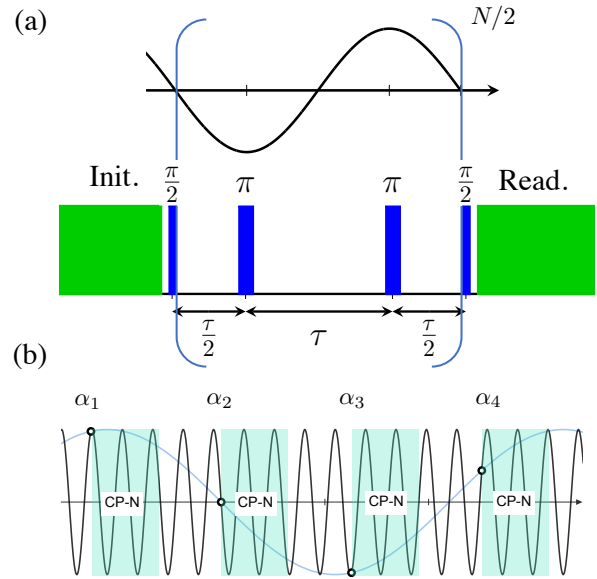 (a)
N/2
Init. π/2 π π π/2 Read.
τ/2 τ τ/2
(b)
α₁ α₂ α₃ α₄
CP-N CP-N CP-N CP-N